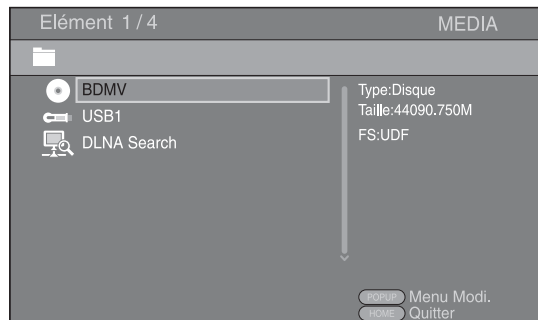 Elément 1/4
MEDIA
BDMV
USB1
DLNA Search
Type:Disque
Taille:44090.750M
FS:UDF
POPUP Menu Modi.
HOME Quitter